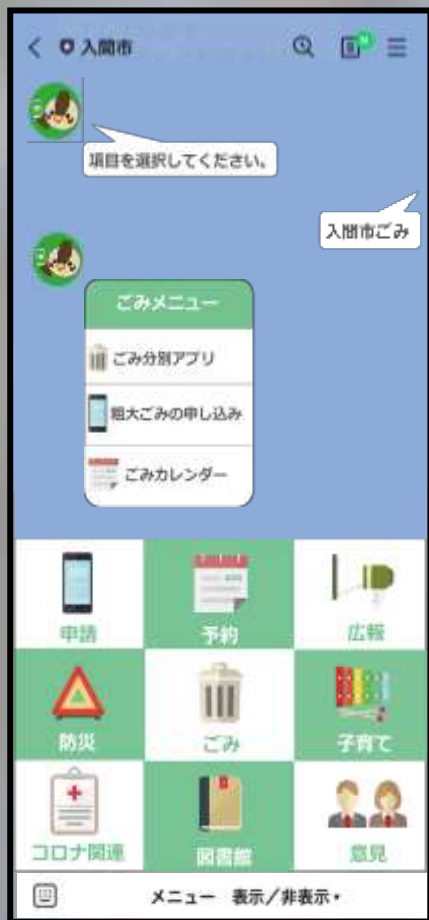 入間市
項目を選択してください。
入間市ごみ
ごみメニュー
ごみ分別アプリ
粗大ごみの申し込み
ごみカレンダー
申請
予約
広報
防災
ごみ
子育て
コロナ関連
図書館
意見
メニュー 表示/非表示・